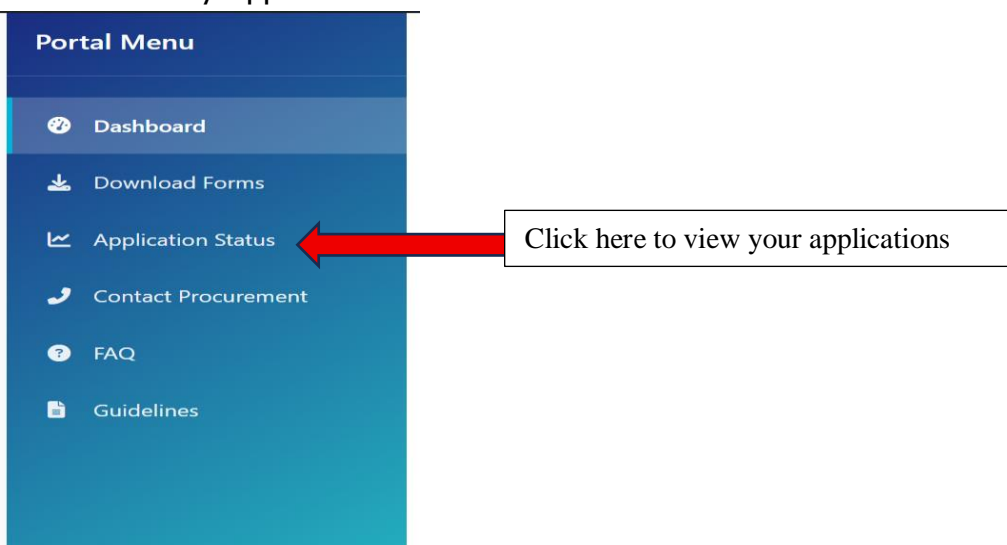 Portal Menu
Dashboard
Download Forms
Application Status
Click here to view your applications
Contact Procurement
FAQ
Guidelines